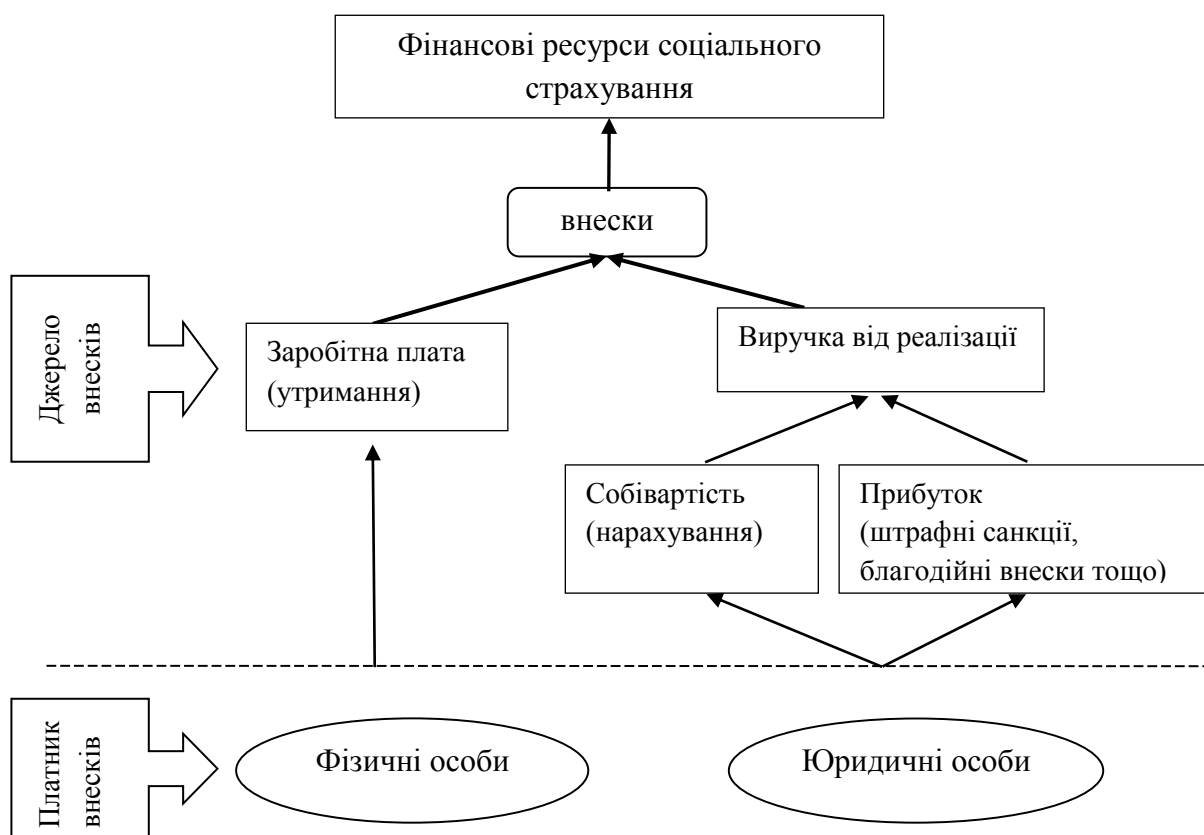 Фінансові ресурси соціального
страхування
внески
Джерело
внесків
Заробітна плата
(утримання)
Виручка від реалізації
Собівартість
(нарахування)
Прибуток
(штрафні санкції,
благодійні внески тощо)
Платник
внесків
Фізичні особи
Юридичні особи